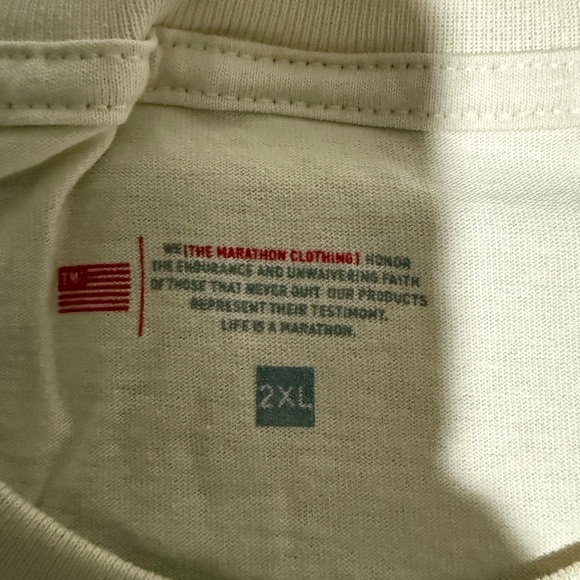 TMC
WE [THE MARATHON CLOTHING] HONOR
THE ENDURANCE AND UNWAIVERING FAITH
OF THOSE THAT NEVER QUIT. OUR PRODUCTS
REPRESENT THEIR TESTIMONY.
LIFE IS A MARATHON.
2XL